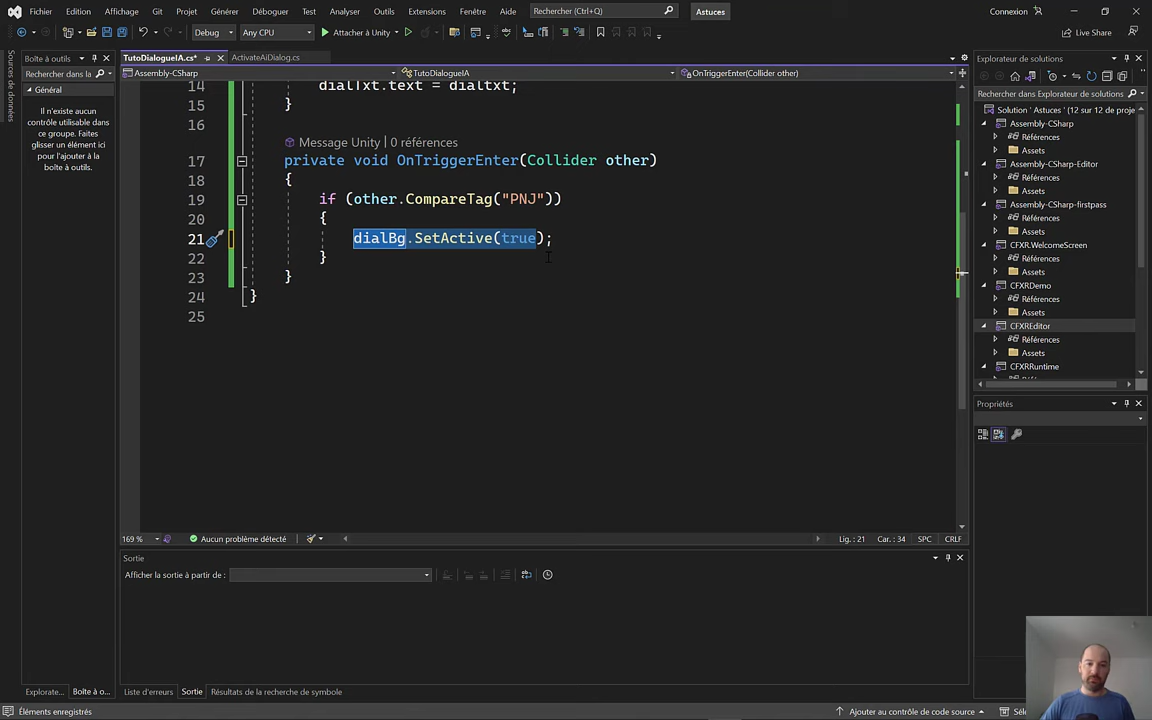 Fichier Edition Affichage Git Projet Générer Déboguer Test Analyser Outils Extensions Fenêtre Aide Rechercher (Ctrl+Q) Astuces Connexion
Debug Any CPU Attacher à Unity Live Share
Sources de données
Boîte à outils
Rechercher dans la
Général
Il n'existe aucun
contrôle utilisable dans
ce groupe. Faites
glisser un élément ici
pour l'ajouter à la
boîte à outils.
TutoDialogueIA.cs* ActivateAiDialog.cs
Assembly-CSharp TutoDialogueIA OnTriggerEnter(Collider other)
14 dialTxt.text = dialtxt;
15 }
16
Message Unity | 0 références
17 private void OnTriggerEnter(Collider other)
18 {
19 if (other.CompareTag("PNJ"))
20 {
21 dialBg.SetActive(true);
22 }
23 }
24 }
25
169 % Aucun problème détecté Lig. : 21 Car. : 34 SPC CRLF
Sortie
Afficher la sortie à partir de :
Explorate... Boîte à o... Liste d'erreurs Sortie Résultats de la recherche de symbole
Éléments enregistrés Ajouter au contrôle de code source
Explorateur de solutions
Rechercher dans Explorateur de solutions
Solution ' Astuces ' (12 sur 12 de proje
Assembly-CSharp
Références
Assets
Assembly-CSharp-Editor
Références
Assets
Assembly-CSharp-firstpass
Références
Assets
CFXR.WelcomeScreen
Références
Assets
CFXRDemo
Références
Assets
CFXREditor
Références
Assets
CFXRRuntime
Propriétés